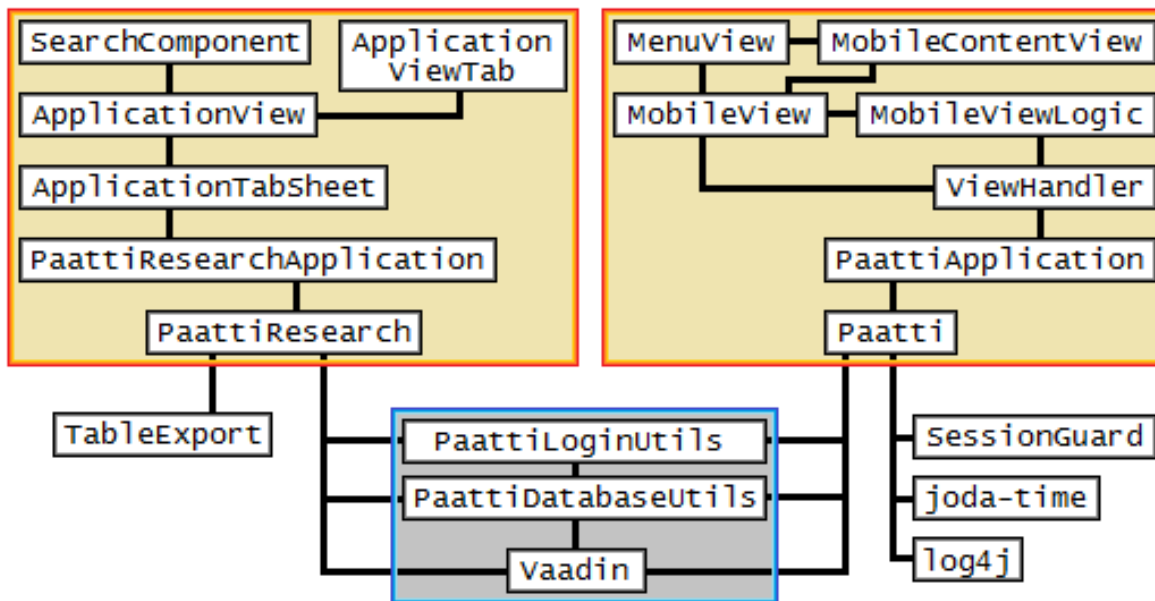 SearchComponent
Application
ViewTab
ApplicationView
ApplicationTabSheet
PaattiResearchApplication
PaattiResearch
MenuView
MobileContentView
MobileView
MobileViewLogic
ViewHandler
PaattiApplication
Paatti
TableExport
PaattiLoginUtils
PaattiDatabaseUtils
Vaadin
SessionGuard
joda-time
log4j